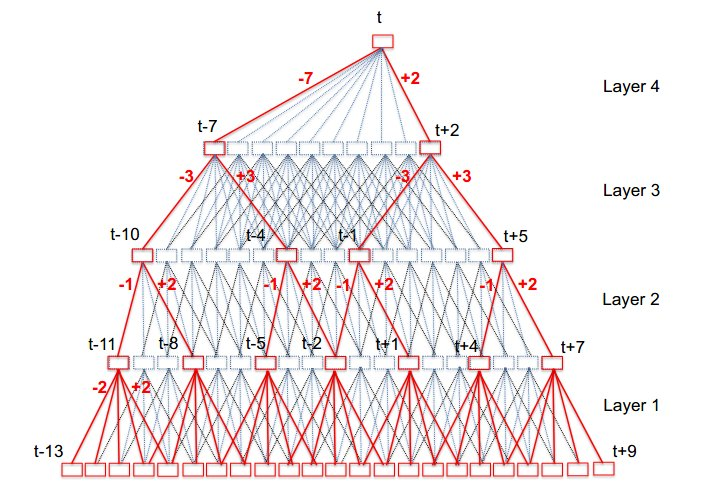 t
-7 +2
Layer 4
t-7 t+2
-3 +3 -3 +3
Layer 3
t-10 t-4 t-1 t+5
-1 +2 -1 +2 -1 +2 -1 +2
Layer 2
t-11 t-8 t-5 t-2 t+1 t+4 t+7
-2 +2
Layer 1
t-13 t+9